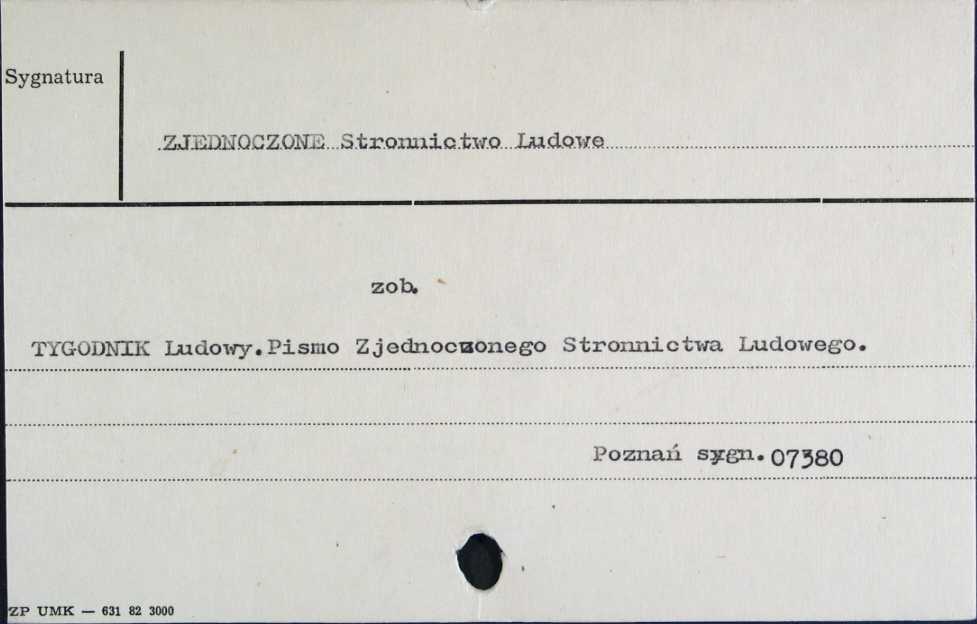 Sygnatura
ZJEDNOCZONE Stronnictwo Ludowe
zob.
TYGODNIK Ludowy.Pismo Zjednoczonego Stronnictwa Ludowego.
Poznań sygn. 07380
ZP UMK — 631 82 3000